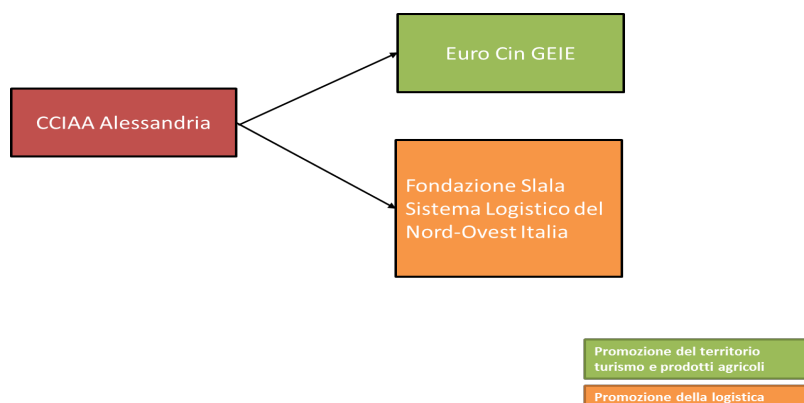 Euro Cin GEIE
CCIAA Alessandria
Fondazione Slala
Sistema Logistico del
Nord-Ovest Italia
Promozione del territorio
turismo e prodotti agricoli
Promozione della logistica